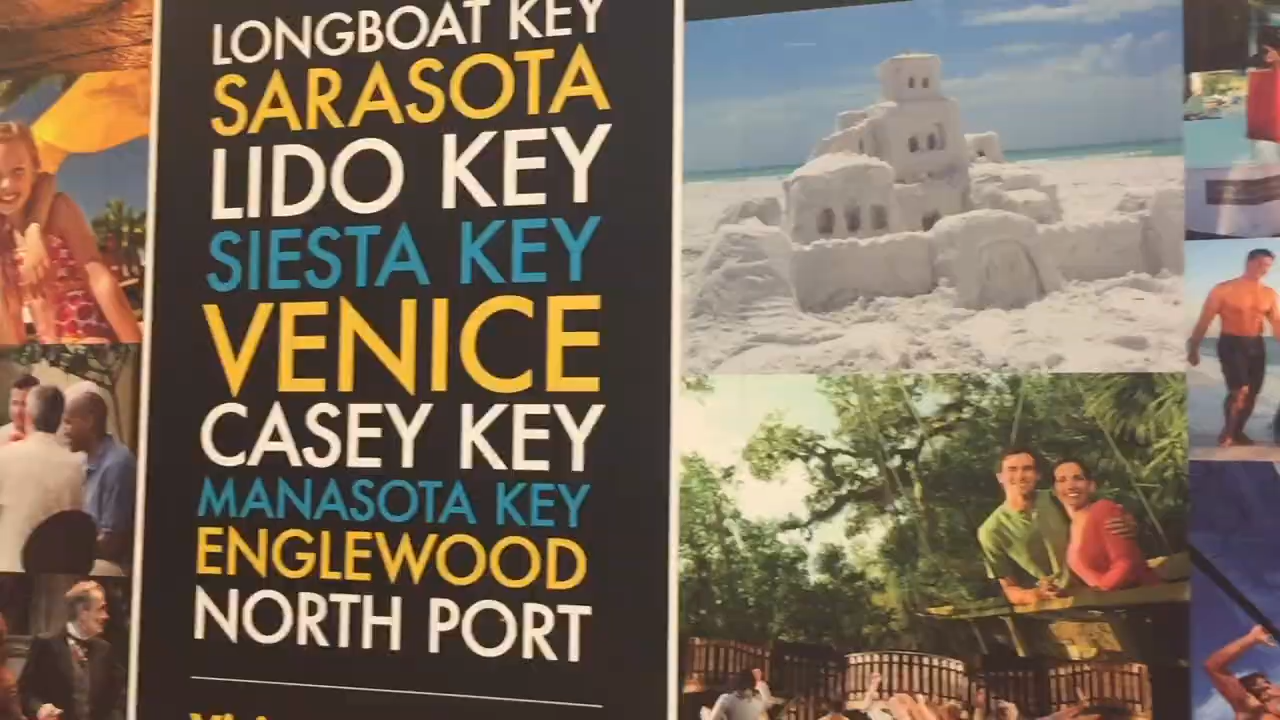 LONGBOAT KEY
SARASOTA
LIDO KEY
SIESTA KEY
VENICE
CASEY KEY
MANASOTA KEY
ENGLEWOOD
NORTH PORT